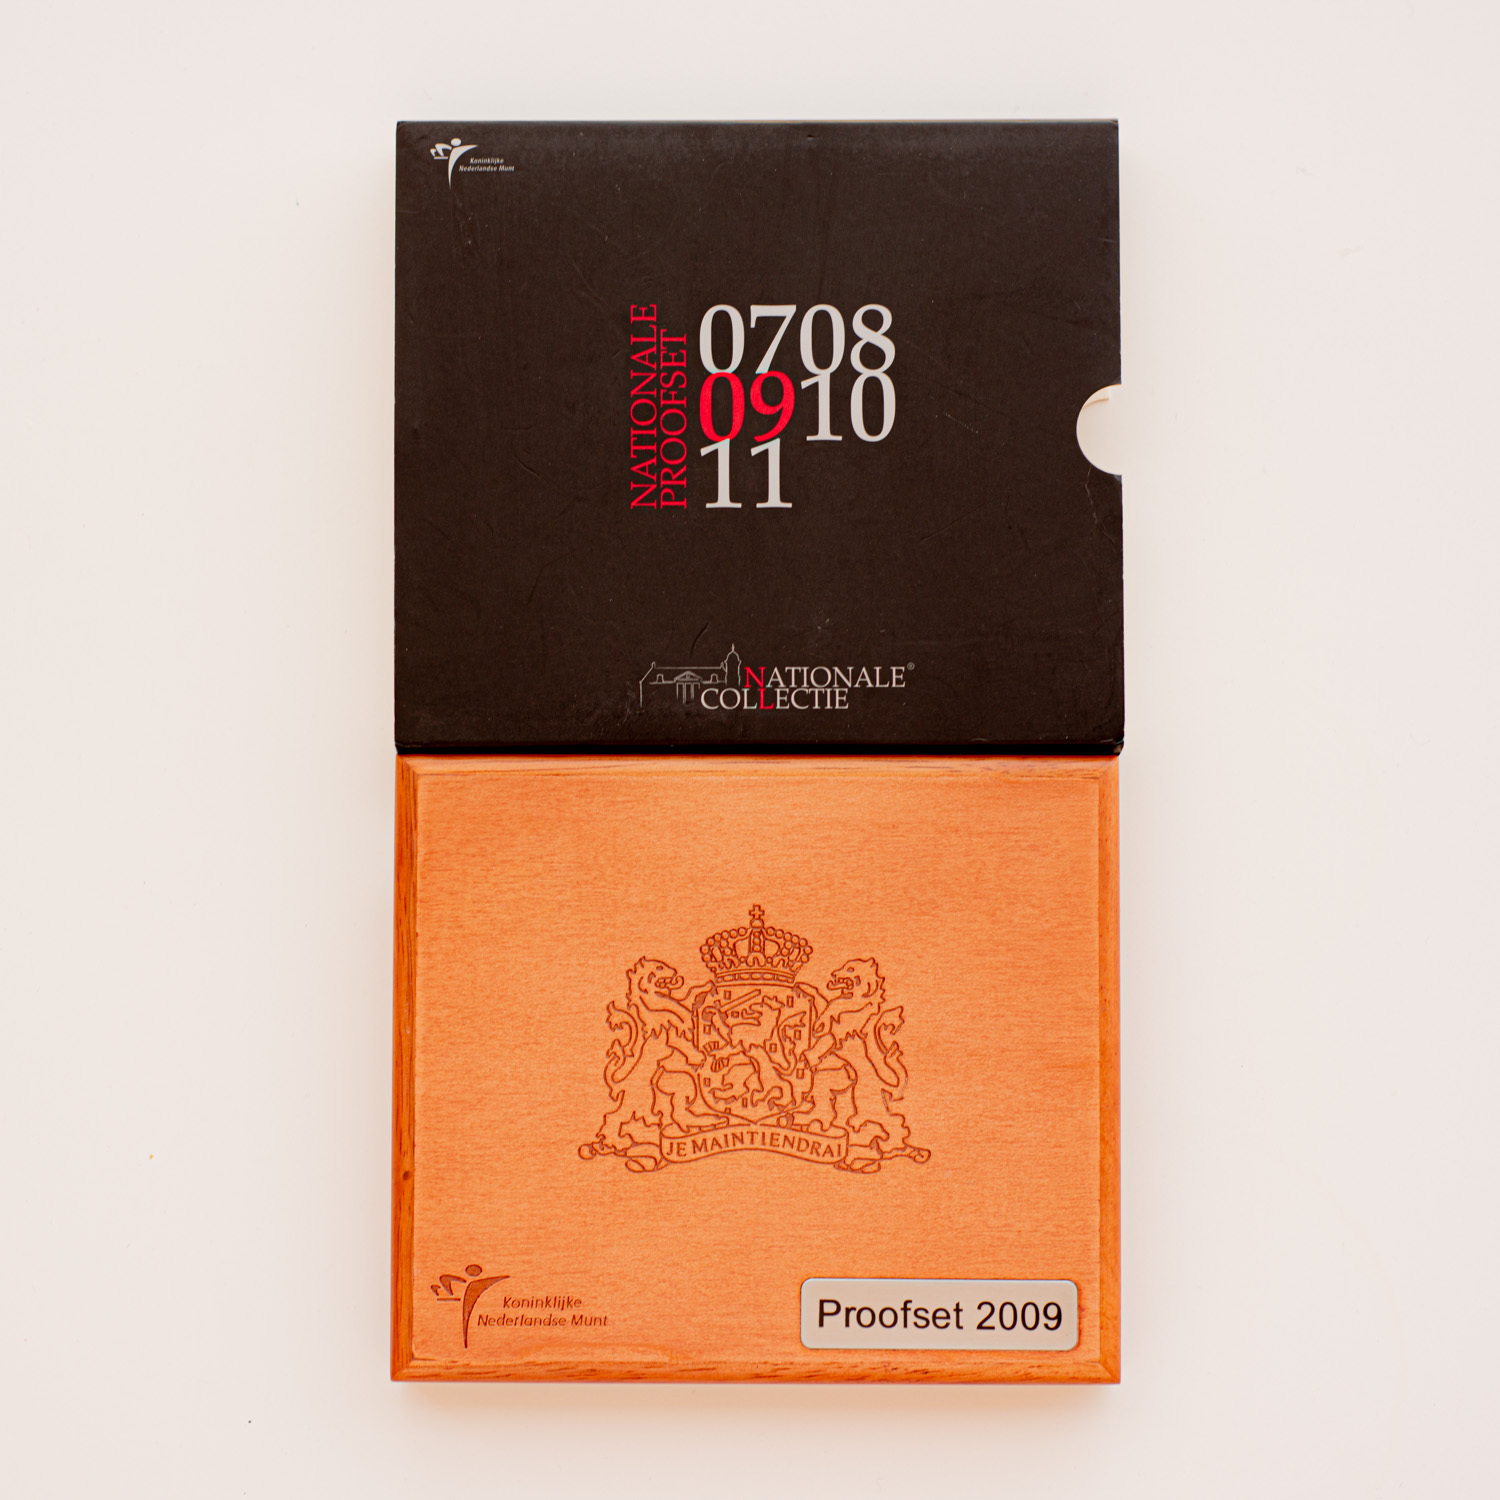 Koninklijke
Nederlandse Munt
NATIONALE
PROOFSET
0708
0910
11
NATIONALE®
COLLECTIE
JE MAINTIENDRAI
Koninklijke
Nederlandse Munt
Proofset 2009